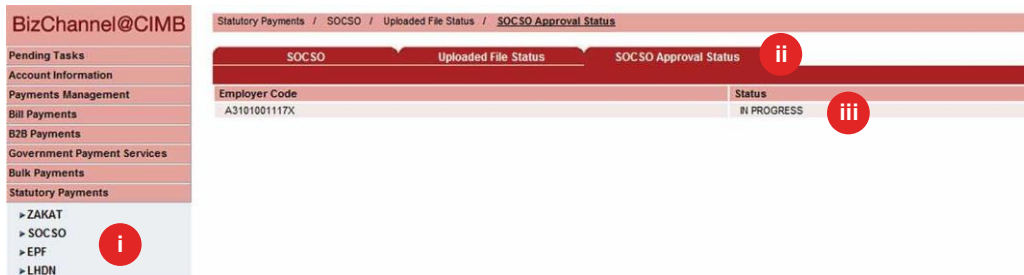 BizChannel@CIMB
Statutory Payments / SOCSO / Uploaded File Status / SOCSO Approval Status
Pending Tasks
Account Information
Payments Management
Bill Payments
B2B Payments
Government Payment Services
Bulk Payments
Statutory Payments
ZAKAT
SOCSO
EPF
LHDN
i
SOCSO Uploaded File Status SOCSO Approval Status ii
Employer Code Status
A3101001117X IN PROGRESS iii